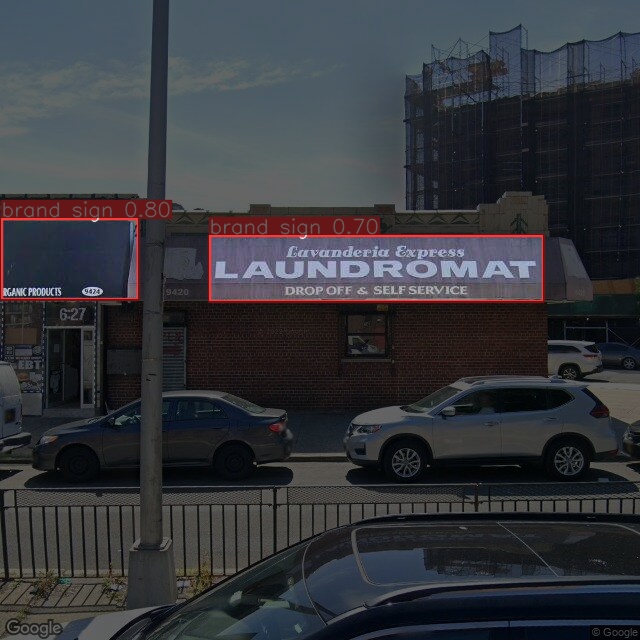 brand sign 0.80
brand sign 0.70
Lavanderia Express
LAUNDROMAT
DROP OFF & SELF SERVICE
RGANIC PRODUCTS
9424
9420
6-27
Google
© Google